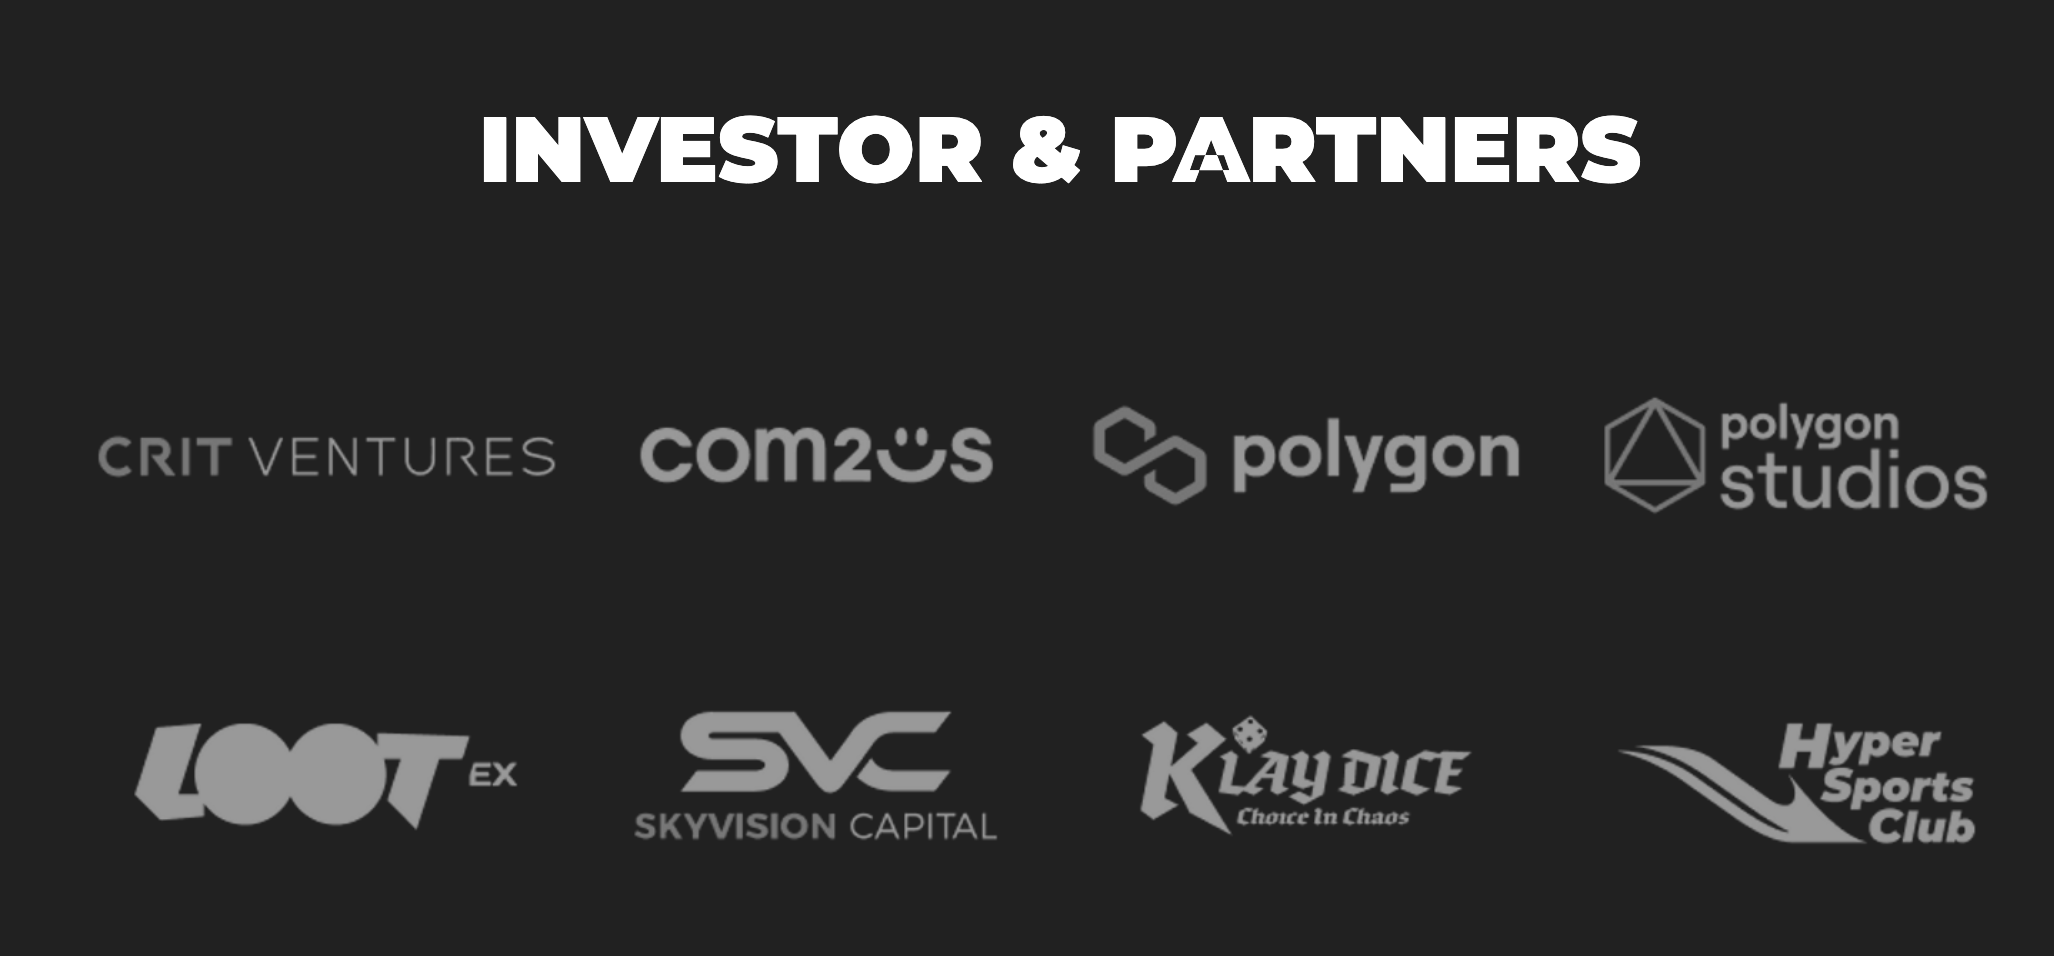 INVESTOR & PARTNERS
CRIT VENTURES
com2us
polygon
polygon
studios
LOOT EX
SVC
SKYVISION CAPITAL
KLAY DICE
Choice In Chaos
Hyper
Sports
Club